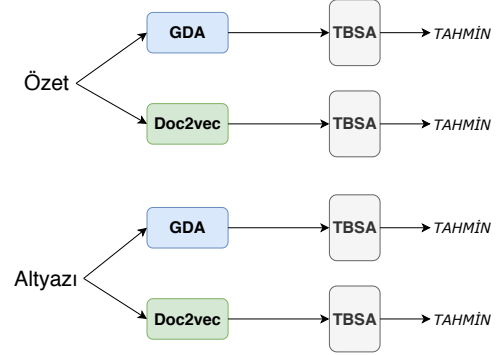 GDA
TBSA
TAHMİN
Özet
Doc2vec
TBSA
TAHMİN
GDA
TBSA
TAHMİN
Altyazı
Doc2vec
TBSA
TAHMİN